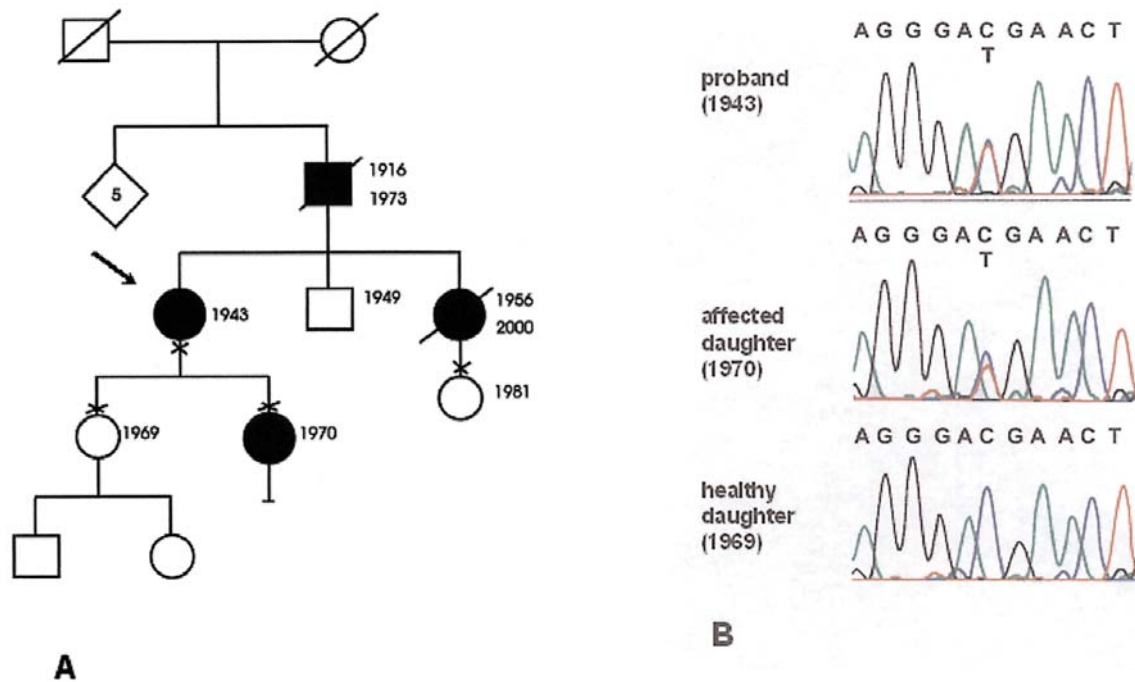 5
1916
1973
1943
1949
1956
2000
1981
1969
1970
A
proband
(1943)
A G G G A C G A A C T
T
affected
daughter
(1970)
A G G G A C G A A C T
T
healthy
daughter
(1969)
A G G G A C G A A C T
B